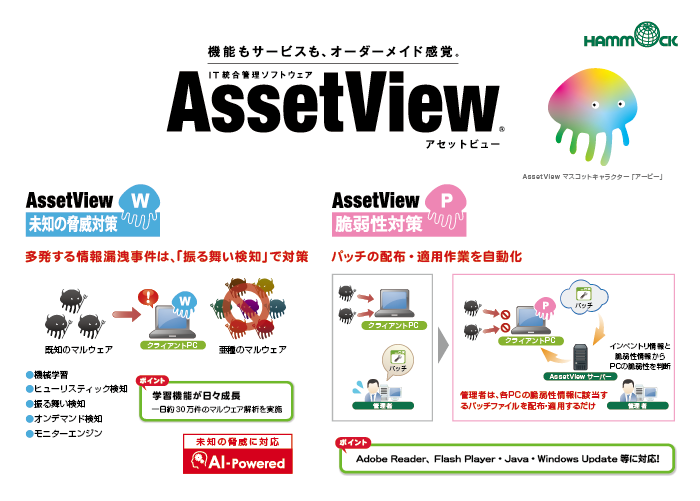 HAMMOCK
機能もサービスも、オーダーメイド感覚。
IT統合管理ソフトウェア
AssetView®
アセットビュー
AssetView マスコットキャラクター「アービー」
AssetView W
未知の脅威対策
多発する情報漏洩事件は、「振る舞い検知」で対策
W
既知のマルウェア
クライアントPC
亜種のマルウェア
●機械学習
●ヒューリスティック検知
●振る舞い検知
●オンデマンド検知
●モニターエンジン
ポイント
学習機能が日々成長
一日約30万件のマルウェア解析を実施
未知の脅威に対応
AI-Powered
AssetView P
脆弱性対策
パッチの配布・適用作業を自動化
クライアントPC
パッチ
管理者
P
クライアントPC
パッチ
AssetView サーバー
インベントリ情報と
脆弱性情報から
PCの脆弱性を判断
管理者は、各PCの脆弱性情報に該当す
るパッチファイルを配布・適用するだけ
管理者
ポイント
Adobe Reader、Flash Player・Java・Windows Update 等に対応!